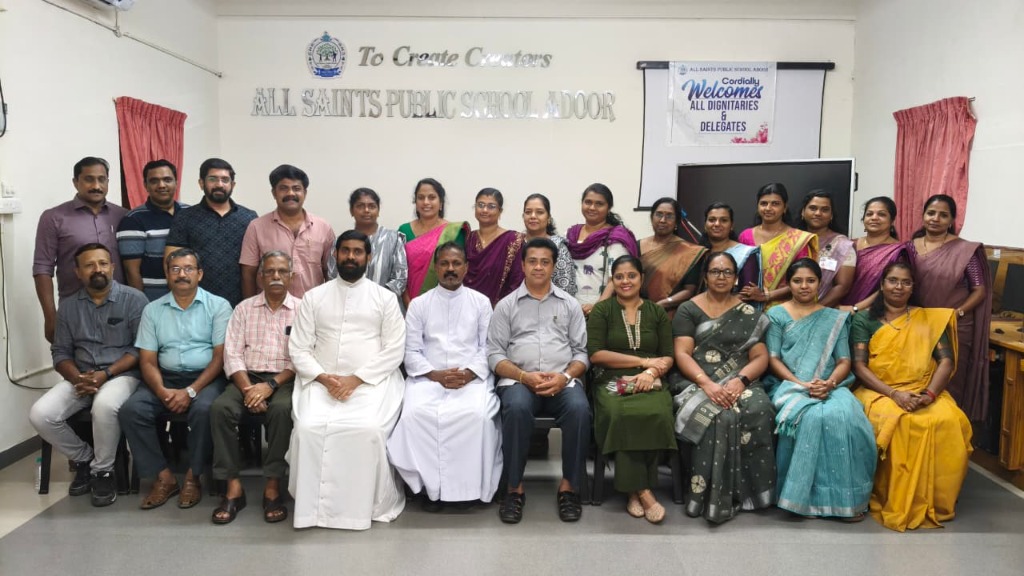 To Create Creators
ALL SAINTS PUBLIC SCHOOL ADOOR
ALL SAINTS PUBLIC SCHOOL ADOOR
Cordially
Welcomes
ALL DIGNITARIES
&
DELEGATES